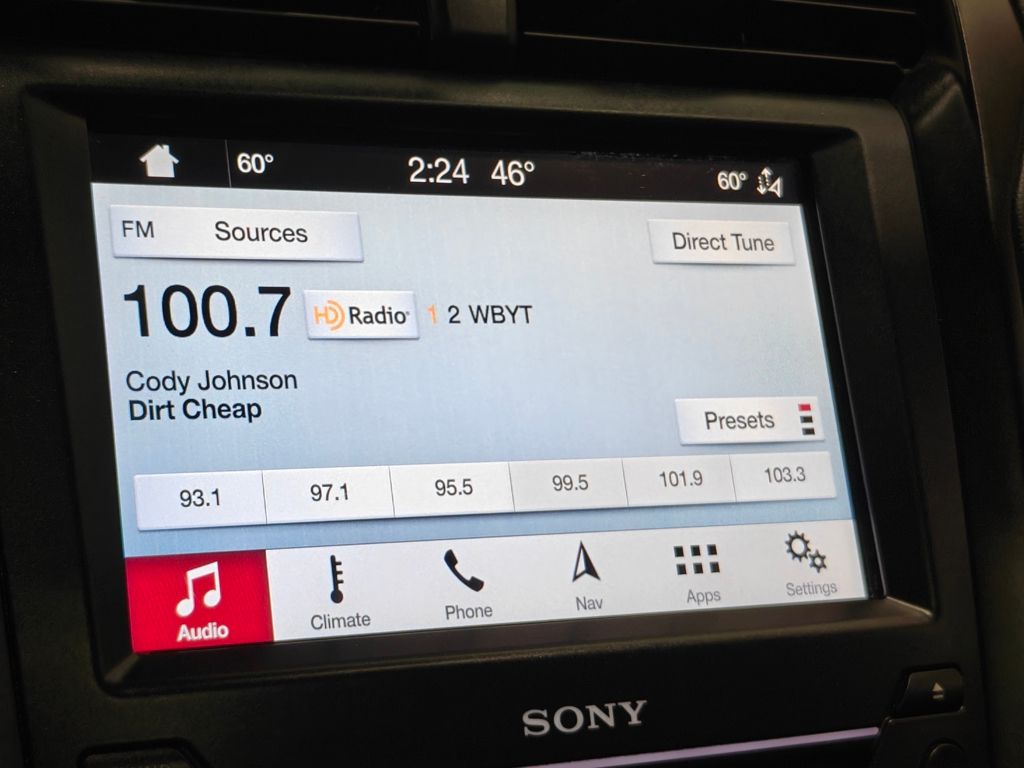 60° 2:24 46° 60°
FM Sources Direct Tune
100.7 HD Radio 1 2 WBYT
Cody Johnson
Dirt Cheap
Presets
93.1 97.1 95.5 99.5 101.9 103.3
Audio Climate Phone Nav Apps Settings
SONY